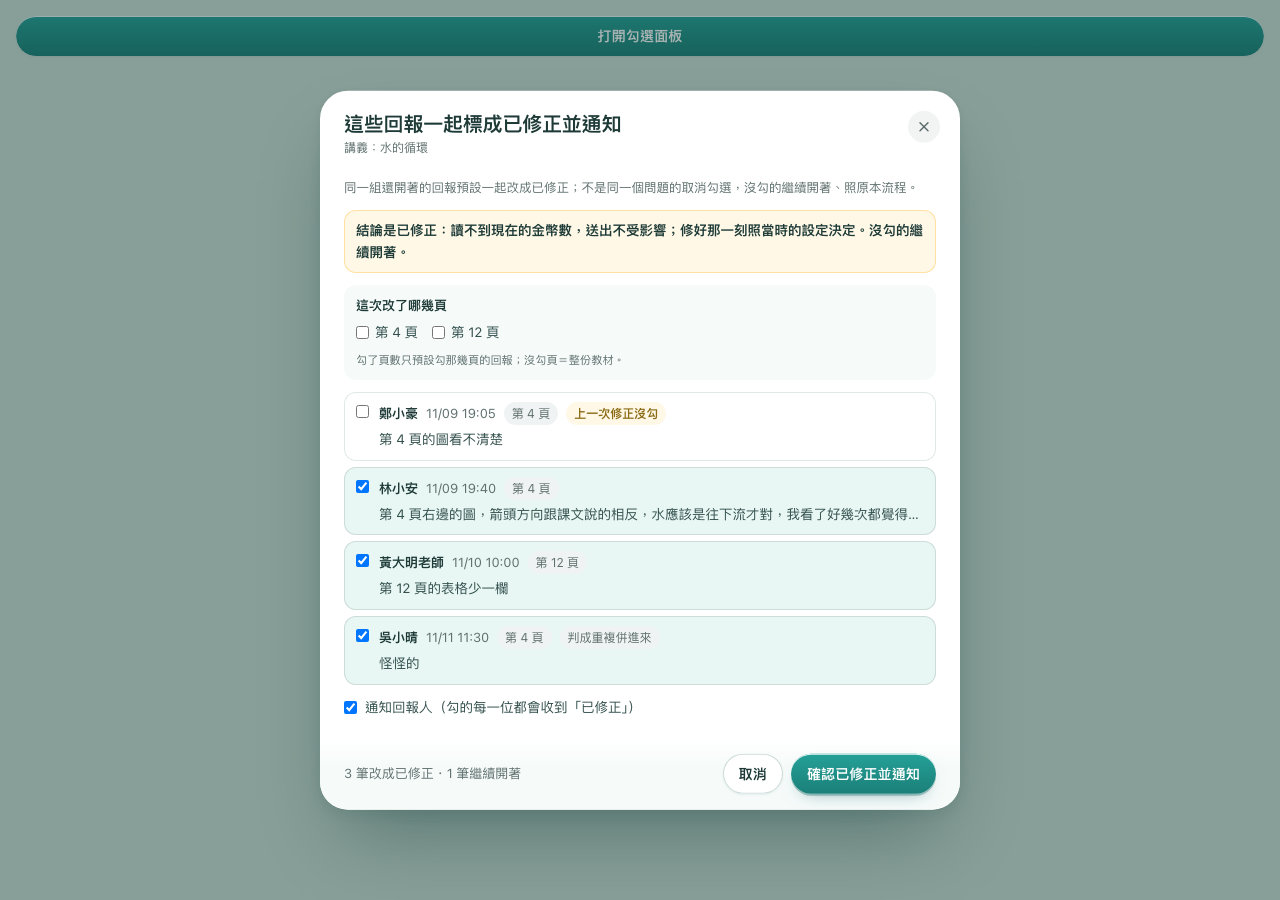 打開勾選面板
這些回報一起標成已修正並通知
講義：水的循環
同一組還開著的回報預設一起改成已修正；不是同一個問題的取消勾選，沒勾的繼續開著、照原本流程。
結論是已修正：讀不到現在的金幣數，送出不受影響；修好那一刻照當時的設定決定。沒勾的繼
續開著。
這次改了哪幾頁
第 4 頁 第 12 頁
勾了頁數只預設勾那幾頁的回報；沒勾頁＝整份教材。
鄭小豪 11/09 19:05 第 4 頁 上一次修正沒勾
第 4 頁的圖看不清楚
林小安 11/09 19:40 第 4 頁
第 4 頁右邊的圖，箭頭方向跟課文說的相反，水應該是往下流才對，我看了好幾次都覺得…
黃大明老師 11/10 10:00 第 12 頁
第 12 頁的表格少一欄
吳小晴 11/11 11:30 第 4 頁 判成重複併進來
怪怪的
通知回報人（勾的每一位都會收到「已修正」）
3 筆改成已修正・1 筆繼續開著 取消 確認已修正並通知